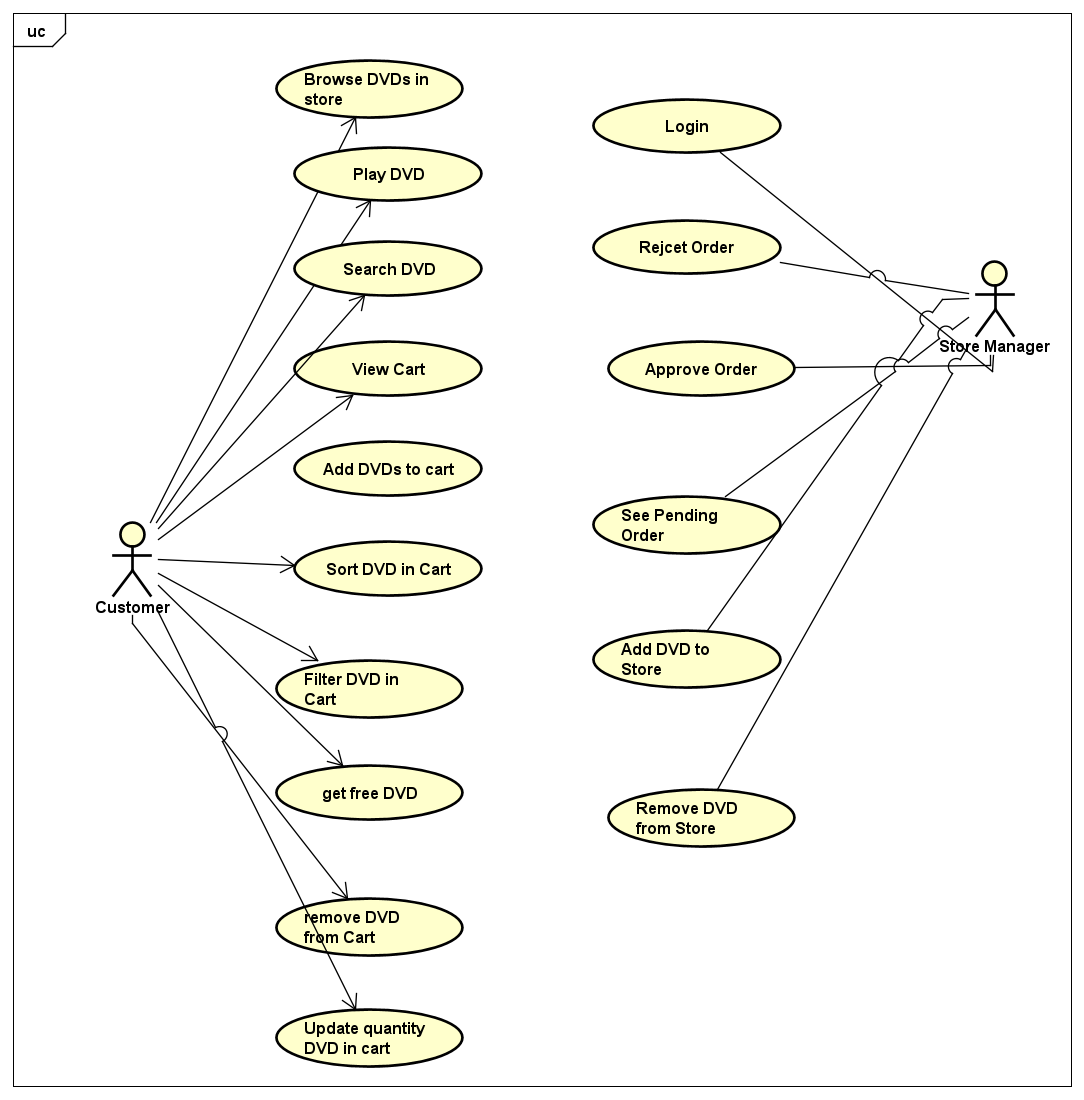 uc
Browse DVDs in
store
Play DVD
Search DVD
View Cart
Add DVDs to cart
Sort DVD in Cart
Filter DVD in
Cart
get free DVD
remove DVD
from Cart
Update quantity
DVD in cart
Customer
Login
Rejcet Order
Approve Order
See Pending
Order
Add DVD to
Store
Remove DVD
from Store
Store Manager